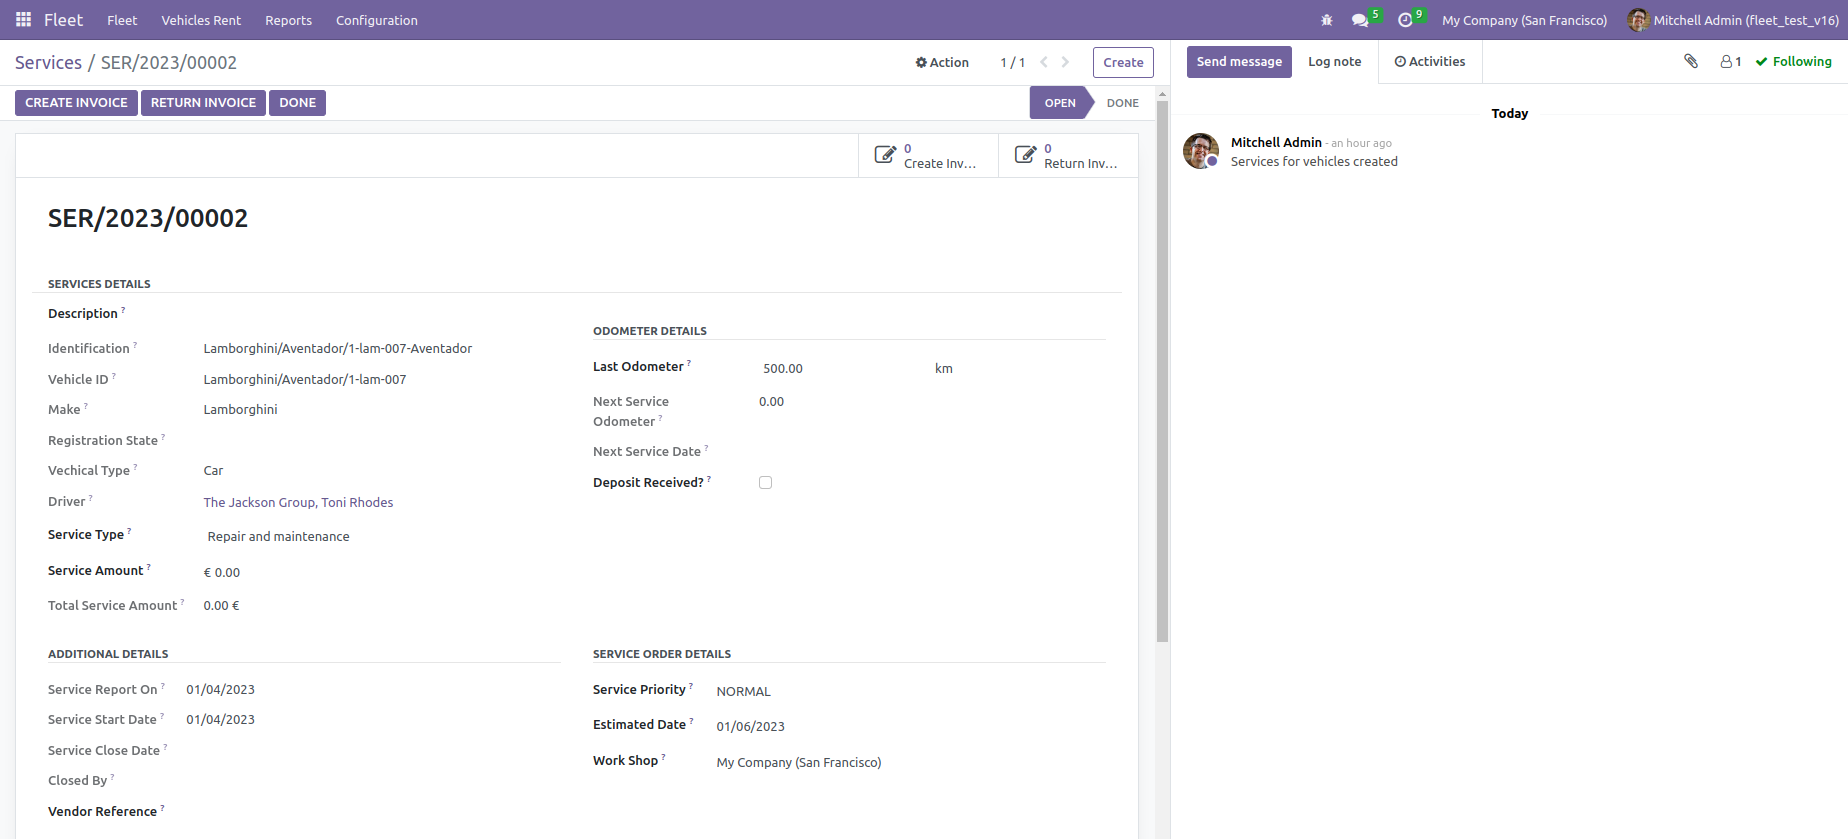 Fleet Fleet Vehicles Rent Reports Configuration 5 9 My Company (San Francisco) Mitchell Admin (fleet_test_v16)
Services / SER/2023/00002 Action 1 / 1 Create
Send message Log note Activities 1 Following
CREATE INVOICE RETURN INVOICE DONE OPEN DONE
0
Create Inv...
0
Return Inv...
Today
Mitchell Admin - an hour ago
Services for vehicles created
SER/2023/00002
SERVICES DETAILS
Description ?
Identification ? Lamborghini/Aventador/1-lam-007-Aventador
Vehicle ID ? Lamborghini/Aventador/1-lam-007
Make ? Lamborghini
Registration State ?
Vechical Type ? Car
Driver ? The Jackson Group, Toni Rhodes
Service Type ? Repair and maintenance
Service Amount ? € 0.00
Total Service Amount ? 0.00 €
ODOMETER DETAILS
Last Odometer ? 500.00 km
Next Service
Odometer ? 0.00
Next Service Date ?
Deposit Received? ?
ADDITIONAL DETAILS
Service Report On ? 01/04/2023
Service Start Date ? 01/04/2023
Service Close Date ?
Closed By ?
Vendor Reference ?
SERVICE ORDER DETAILS
Service Priority ? NORMAL
Estimated Date ? 01/06/2023
Work Shop ? My Company (San Francisco)